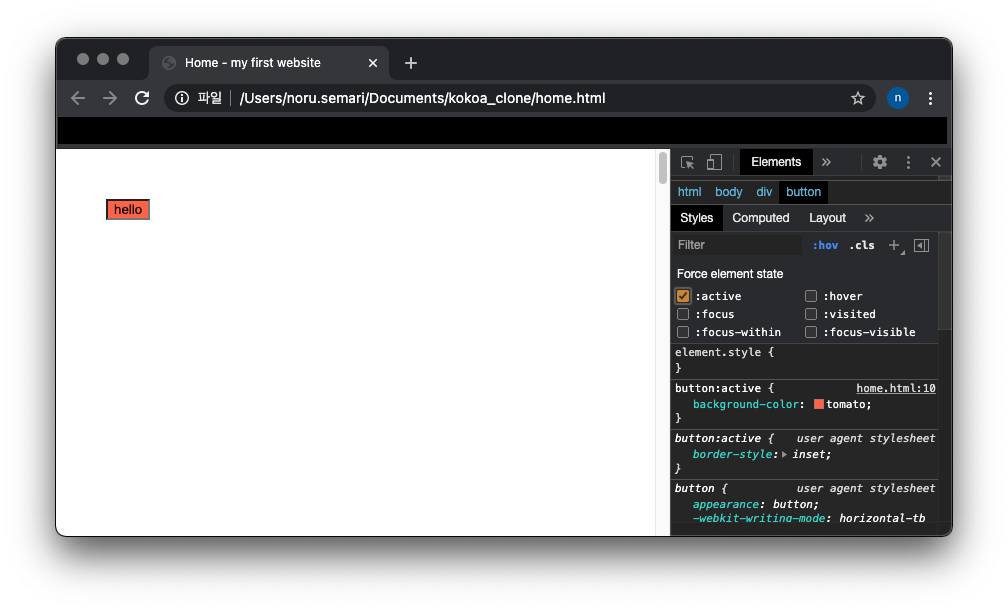 Home - my first website
파일 /Users/noru.semari/Documents/kokoa_clone/home.html n
hello
Elements »
html body div button
Styles Computed Layout »
Filter :hov .cls
Force element state
:active :hover
:focus :visited
:focus-within :focus-visible
element.style {
}
button:active { home.html:10
background-color: tomato;
}
button:active { user agent stylesheet
border-style: inset;
}
button { user agent stylesheet
appearance: button;
-webkit-writing-mode: horizontal-tb